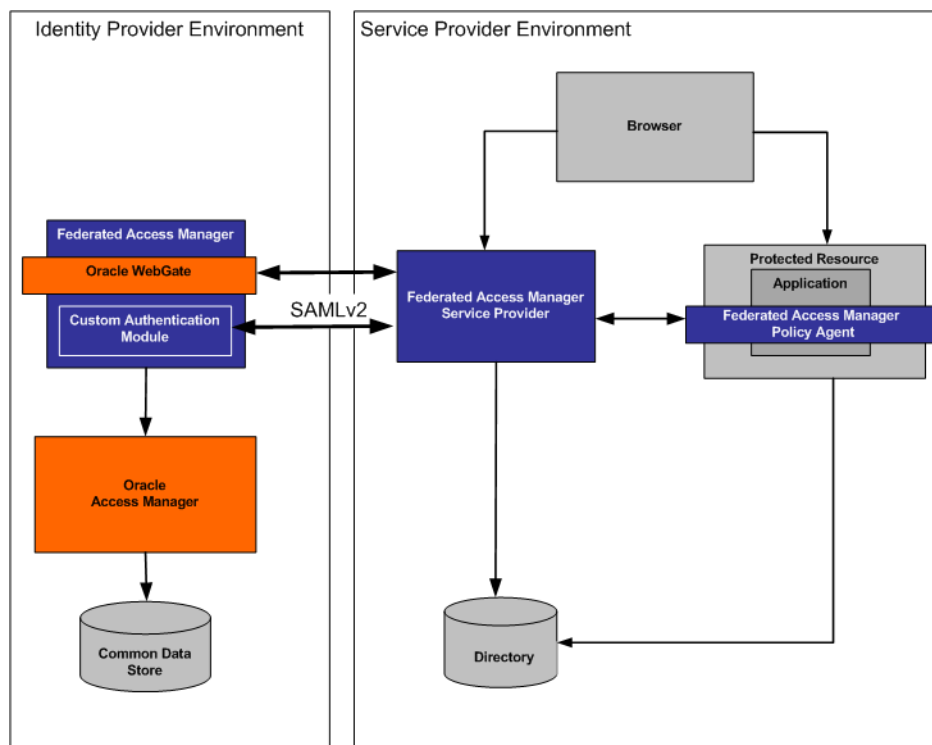 Identity Provider Environment
Service Provider Environment
Browser
Federated Access Manager
Oracle WebGate
Custom Authentication
Module
SAMLv2
Federated Access Manager
Service Provider
Protected Resource
Application
Federated Access Manager
Policy Agent
Oracle
Access Manager
Common Data
Store
Directory